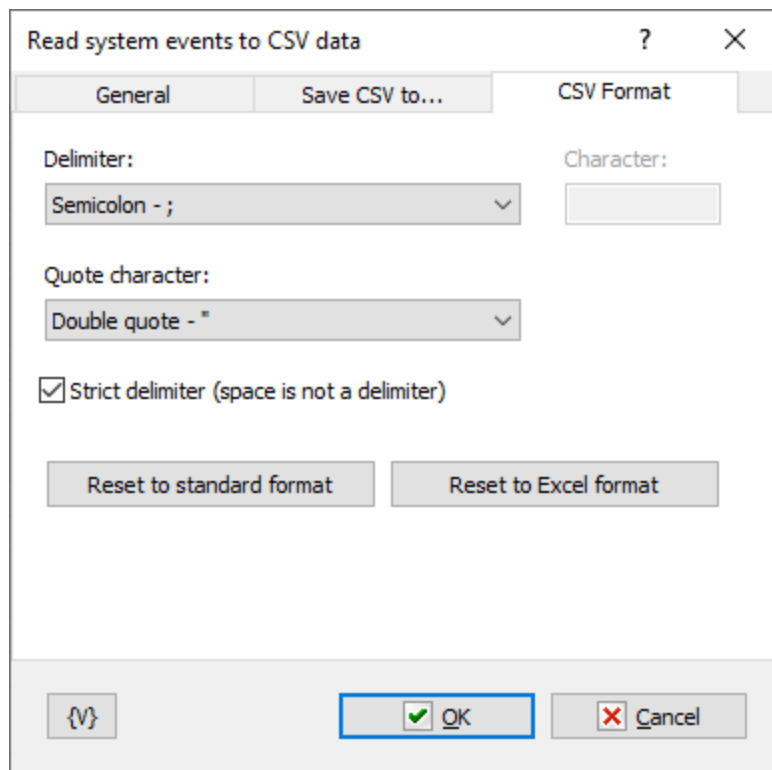 Read system events to CSV data ?
General Save CSV to... CSV Format
Delimiter: Character:
Semicolon - ;
Quote character:
Double quote - "
Strict delimiter (space is not a delimiter)
Reset to standard format Reset to Excel format
{V} OK Cancel